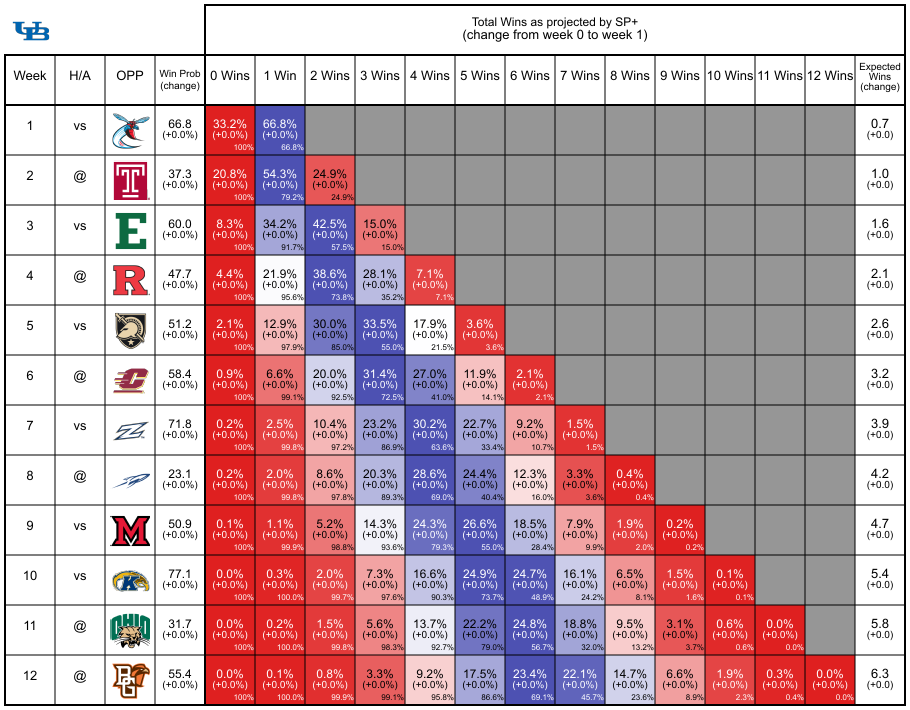 UB
Total Wins as projected by SP+
(change from week 0 to week 1)
Week H/A OPP Win Prob (change) 0 Wins 1 Win 2 Wins 3 Wins 4 Wins 5 Wins 6 Wins 7 Wins 8 Wins 9 Wins 10 Wins 11 Wins 12 Wins Expected Wins (change)
1 vs 66.8 33.2% 66.8% 0.7
(+0.0%) (+0.0%) (+0.0%) (+0.0)
100% 66.8%
2 @ T 37.3 20.8% 54.3% 24.9% 1.0
(+0.0%) (+0.0%) (+0.0%) (+0.0%) (+0.0)
100% 79.2% 24.9%
3 vs E 60.0 8.3% 34.2% 42.5% 15.0% 1.6
(+0.0%) (+0.0%) (+0.0%) (+0.0%) (+0.0%) (+0.0)
100% 91.7% 57.5% 15.0%
4 @ R 47.7 4.4% 21.9% 38.6% 28.1% 7.1% 2.1
(+0.0%) (+0.0%) (+0.0%) (+0.0%) (+0.0%) (+0.0%) (+0.0)
100% 95.6% 73.8% 35.2% 7.1%
5 vs 51.2 2.1% 12.9% 30.0% 33.5% 17.9% 3.6% 2.6
(+0.0%) (+0.0%) (+0.0%) (+0.0%) (+0.0%) (+0.0%) (+0.0%) (+0.0)
100% 97.9% 85.0% 55.0% 21.5% 3.6%
6 @ C 58.4 0.9% 6.6% 20.0% 31.4% 27.0% 11.9% 2.1% 3.2
(+0.0%) (+0.0%) (+0.0%) (+0.0%) (+0.0%) (+0.0%) (+0.0%) (+0.0%) (+0.0)
100% 99.1% 92.5% 72.5% 41.0% 14.1% 2.1%
7 vs Z 71.8 0.2% 2.5% 10.4% 23.2% 30.2% 22.7% 9.2% 1.5% 3.9
(+0.0%) (+0.0%) (+0.0%) (+0.0%) (+0.0%) (+0.0%) (+0.0%) (+0.0%) (+0.0%) (+0.0)
100% 99.8% 97.2% 86.9% 63.6% 33.4% 10.7% 1.5%
8 @ 23.1 0.2% 2.0% 8.6% 20.3% 28.6% 24.4% 12.3% 3.3% 0.4% 4.2
(+0.0%) (+0.0%) (+0.0%) (+0.0%) (+0.0%) (+0.0%) (+0.0%) (+0.0%) (+0.0%) (+0.0%) (+0.0)
100% 99.8% 97.8% 89.3% 69.0% 40.4% 16.0% 3.6% 0.4%
9 vs M 50.9 0.1% 1.1% 5.2% 14.3% 24.3% 26.6% 18.5% 7.9% 1.9% 0.2% 4.7
(+0.0%) (+0.0%) (+0.0%) (+0.0%) (+0.0%) (+0.0%) (+0.0%) (+0.0%) (+0.0%) (+0.0%) (+0.0%) (+0.0)
100% 99.9% 98.8% 93.6% 79.3% 55.0% 28.4% 9.9% 2.0% 0.2%
10 vs K 77.1 0.0% 0.3% 2.0% 7.3% 16.6% 24.9% 24.7% 16.1% 6.5% 1.5% 0.1% 5.4
(+0.0%) (+0.0%) (+0.0%) (+0.0%) (+0.0%) (+0.0%) (+0.0%) (+0.0%) (+0.0%) (+0.0%) (+0.0%) (+0.0%) (+0.0)
100% 100.0% 99.7% 97.6% 90.3% 73.7% 48.9% 24.2% 8.1% 1.6% 0.1%
11 @ OHIO 31.7 0.0% 0.2% 1.5% 5.6% 13.7% 22.2% 24.8% 18.8% 9.5% 3.1% 0.6% 0.0% 5.8
(+0.0%) (+0.0%) (+0.0%) (+0.0%) (+0.0%) (+0.0%) (+0.0%) (+0.0%) (+0.0%) (+0.0%) (+0.0%) (+0.0%) (+0.0%) (+0.0)
100% 100.0% 99.8% 98.3% 92.7% 79.0% 56.7% 32.0% 13.2% 3.7% 0.6% 0.0%
12 @ BG 55.4 0.0% 0.1% 0.8% 3.3% 9.2% 17.5% 23.4% 22.1% 14.7% 6.6% 1.9% 0.3% 0.0% 6.3
(+0.0%) (+0.0%) (+0.0%) (+0.0%) (+0.0%) (+0.0%) (+0.0%) (+0.0%) (+0.0%) (+0.0%) (+0.0%) (+0.0%) (+0.0%) (+0.0%) (+0.0)
100% 100.0% 99.9% 99.1% 95.8% 86.6% 69.1% 45.7% 23.6% 8.9% 2.3% 0.4% 0.0%